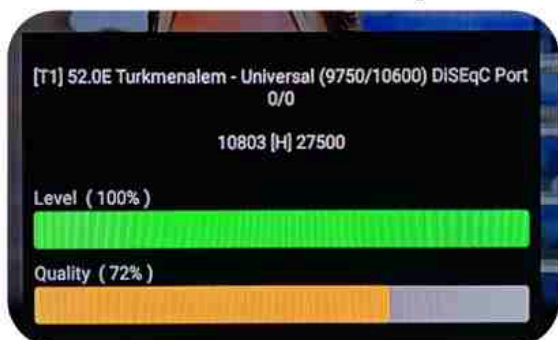 [T1] 52.0E Turkmenalem - Universal (9750/10600) DiSEqC Port
0/0
10803 [H] 27500
Level (100%)
Quality (72%)